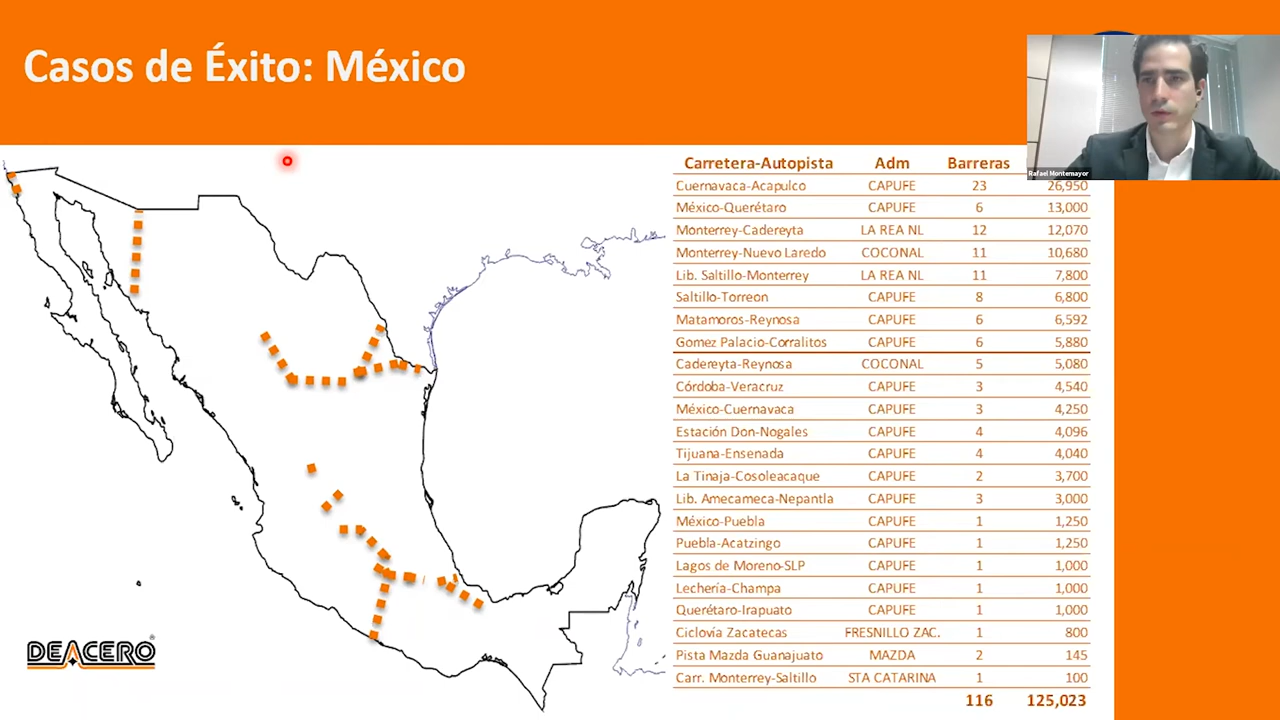 Casos de Éxito: México
Rafael Montemayor
Carretera-Autopista Adm Barreras
Cuernavaca-Acapulco CAPUFE 23 26,950
México-Querétaro CAPUFE 6 13,000
Monterrey-Cadereyta LA REA NL 12 12,070
Monterrey-Nuevo Laredo COCONAL 11 10,680
Lib. Saltillo-Monterrey LA REA NL 11 7,800
Saltillo-Torreon CAPUFE 8 6,800
Matamoros-Reynosa CAPUFE 6 6,592
Gomez Palacio-Corralitos CAPUFE 6 5,880
Cadereyta-Reynosa COCONAL 5 5,080
Córdoba-Veracruz CAPUFE 3 4,540
México-Cuernavaca CAPUFE 3 4,250
Estación Don-Nogales CAPUFE 4 4,096
Tijuana-Ensenada CAPUFE 4 4,040
La Tinaja-Cosoleacaque CAPUFE 2 3,700
Lib. Amecameca-Nepantla CAPUFE 3 3,000
México-Puebla CAPUFE 1 1,250
Puebla-Acatzingo CAPUFE 1 1,250
Lagos de Moreno-SLP CAPUFE 1 1,000
Lechería-Champa CAPUFE 1 1,000
Querétaro-Irapuato CAPUFE 1 1,000
Ciclovía Zacatecas FRESNILLO ZAC. 1 800
Pista Mazda Guanajuato MAZDA 2 145
Carr. Monterrey-Saltillo STA CATARINA 1 100
116 125,023
DEACERO®